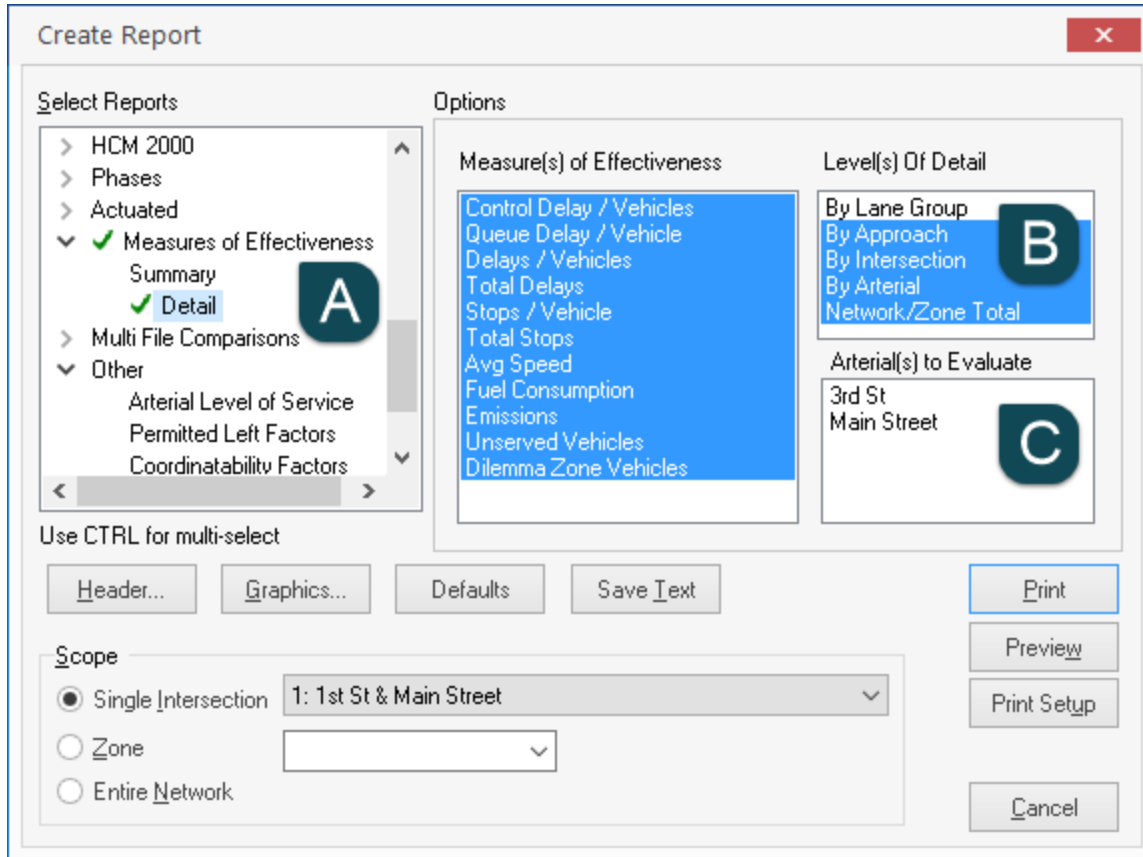 Create Report
Select Reports
HCM 2000
Phases
Actuated
Measures of Effectiveness
Summary
Detail
Multi File Comparisons
Other
Arterial Level of Service
Permitted Left Factors
Coordinatability Factors
A
Use CTRL for multi-select
Options
Measure(s) of Effectiveness
Control Delay / Vehicles
Queue Delay / Vehicle
Delays / Vehicles
Total Delays
Stops / Vehicle
Total Stops
Avg Speed
Fuel Consumption
Emissions
Unserved Vehicles
Dilemma Zone Vehicles
Level(s) Of Detail
By Lane Group
By Approach
By Intersection
By Arterial
Network/Zone Total
B
Arterial(s) to Evaluate
3rd St
Main Street
C
Header...
Graphics...
Defaults
Save Text
Print
Preview
Print Setup
Cancel
Scope
Single Intersection
1: 1st St & Main Street
Zone
Entire Network